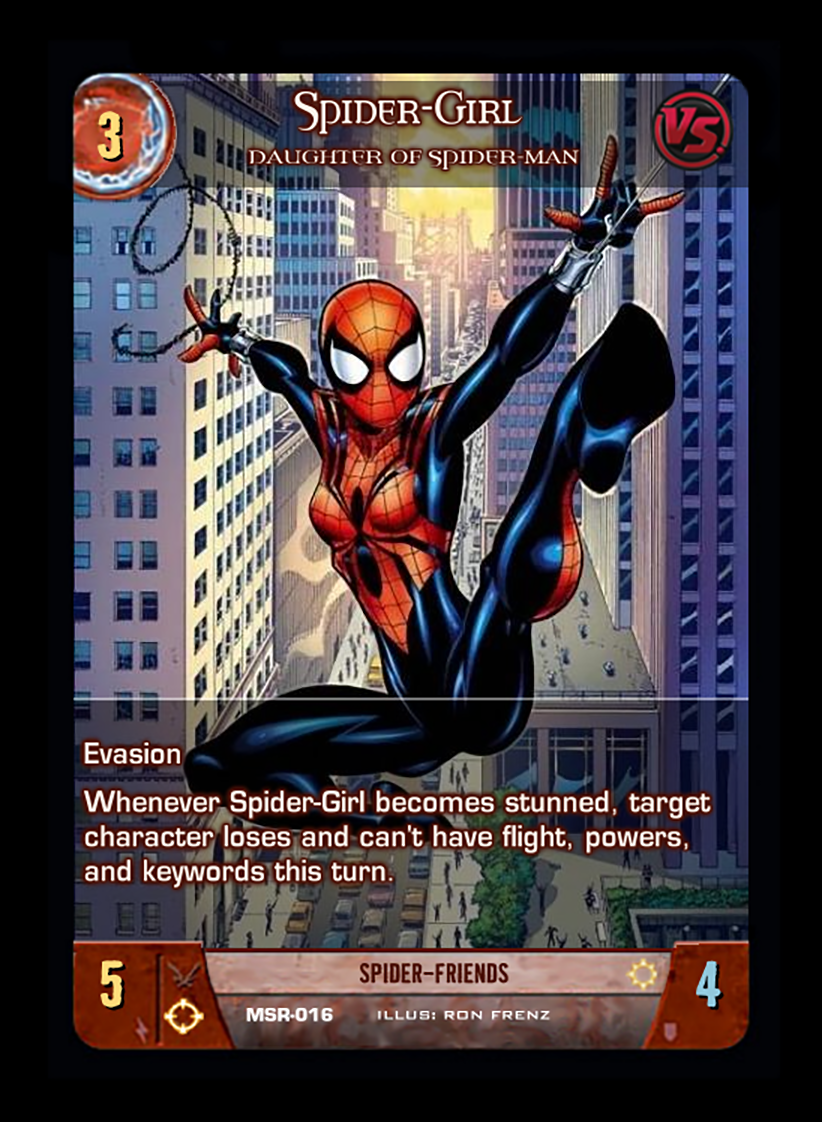 3
Spider-Girl
VS.
Daughter of Spider-Man
Evasion
Whenever Spider-Girl becomes stunned, target
character loses and can't have flight, powers,
and keywords this turn.
5
SPIDER-FRIENDS
4
MSR-016 ILLUS: RON FRENZ